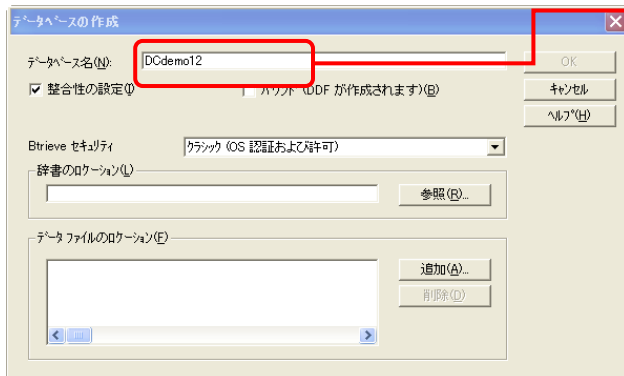 データベースの作成
データベース名(N):
DCdemo12
OK
整合性の設定(I)
バウンド (DDF が作成されます)(B)
キャンセル
ヘルプ(H)
Btrieve セキュリティ
クラシック (OS 認証および許可)
辞書のロケーション(L)
参照(R)...
データ ファイルのロケーション(F)
追加(A)...
削除(D)